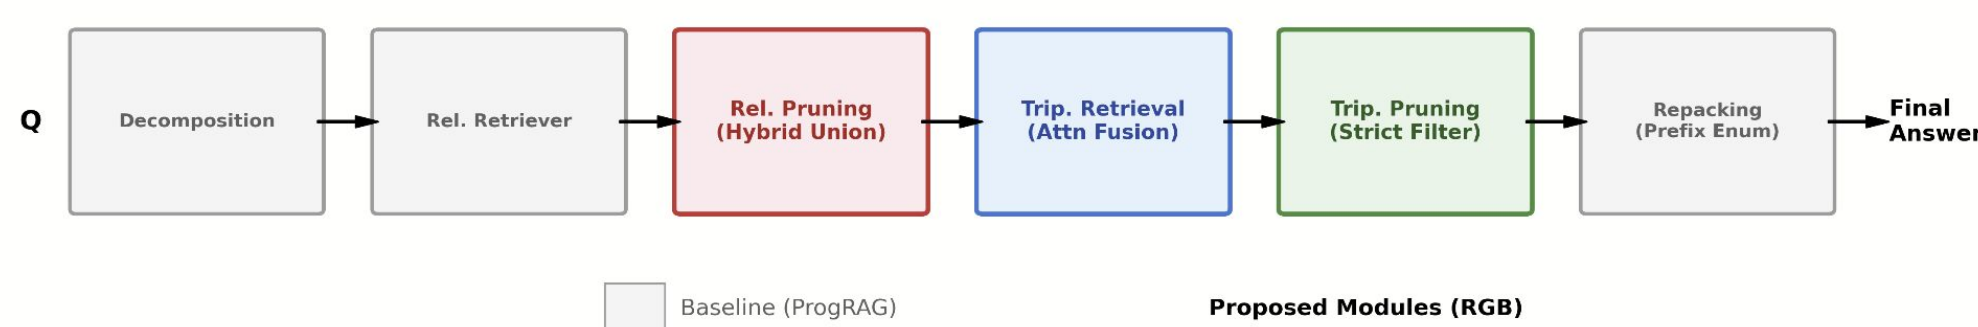 Q
Decomposition
Rel. Retriever
Rel. Pruning
(Hybrid Union)
Trip. Retrieval
(Attn Fusion)
Trip. Pruning
(Strict Filter)
Repacking
(Prefix Enum)
Final
Answer
Baseline (ProgRAG)
Proposed Modules (RGB)